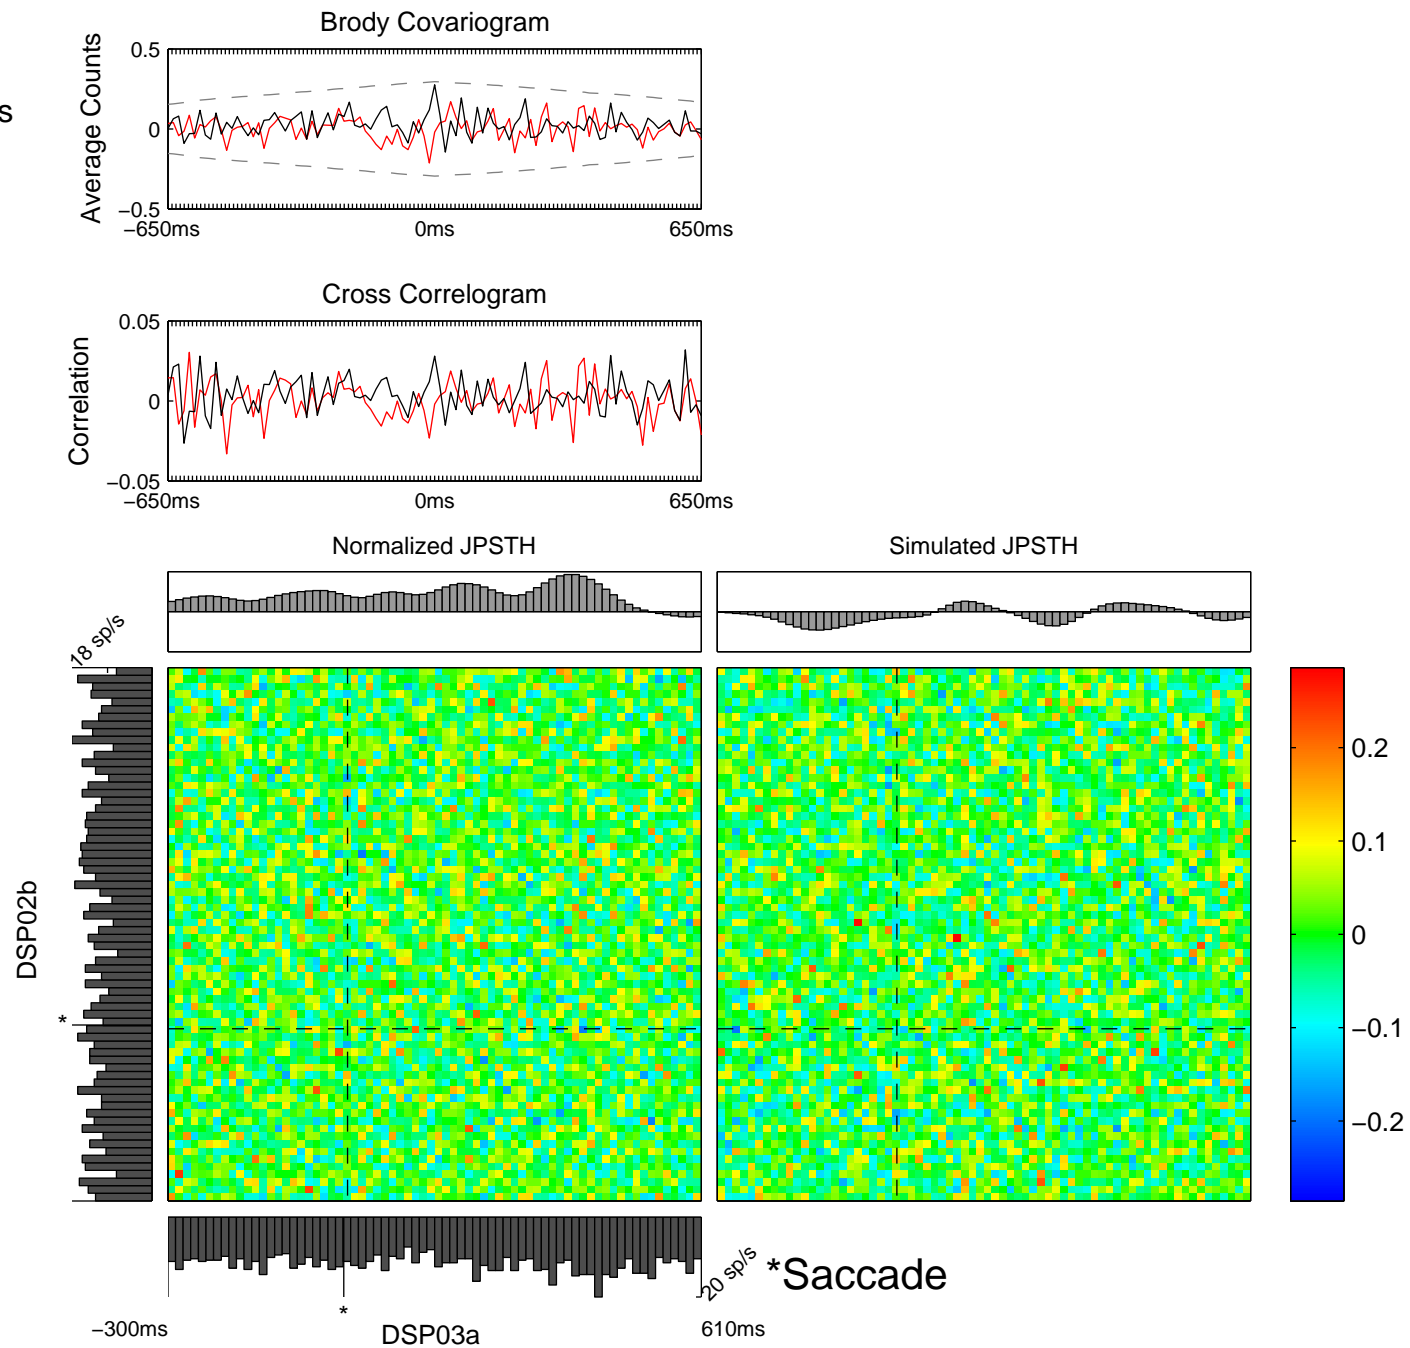 Brody Covariogram
s
Average Counts
0.5
0
−0.5
−650ms
0ms
650ms
Cross Correlogram
Correlation
0.05
0
−0.05
−650ms
0ms
650ms
Normalized JPSTH
Simulated JPSTH
18 sp/s
DSP02b
*
0.2
0.1
0
−0.1
−0.2
20 sp/s
*Saccade
*
−300ms
DSP03a
610ms